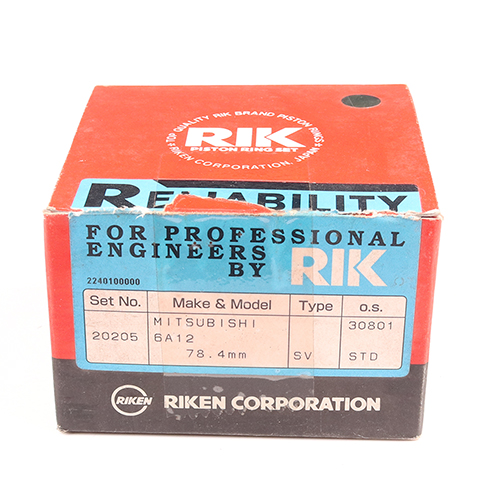 TOP QUALITY RIK BRAND PISTON RINGS
RIK
PISTON RING SET
RIKEN CORPORATION, JAPAN
FOR PROFESSIONAL
ENGINEERS
BY RIK
2240100000
Set No. Make & Model Type o.s.
MITSUBISHI 30801
20205 6A12
78.4mm SV STD
RIKEN RIKEN CORPORATION